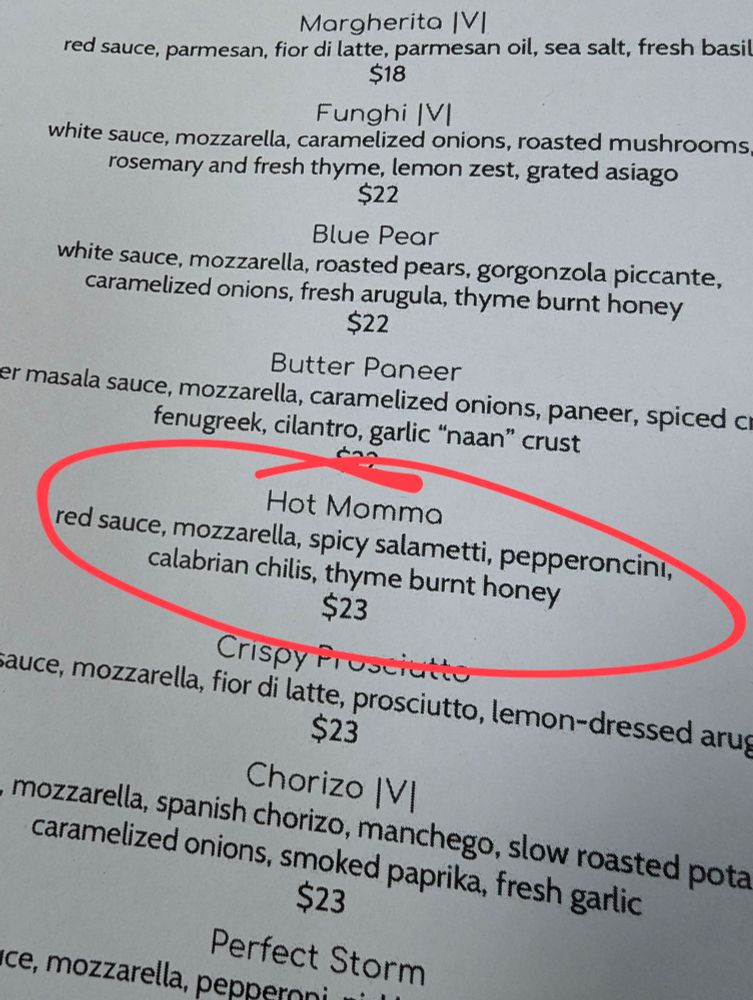 Margherita |V|
red sauce, parmesan, fior di latte, parmesan oil, sea salt, fresh basil
$18
Funghi |V|
white sauce, mozzarella, caramelized onions, roasted mushrooms,
rosemary and fresh thyme, lemon zest, grated asiago
$22
Blue Pear
white sauce, mozzarella, roasted pears, gorgonzola piccante,
caramelized onions, fresh arugula, thyme burnt honey
$22
Butter Paneer
masala sauce, mozzarella, caramelized onions, paneer, spiced
fenugreek, cilantro, garlic “naan” crust
Hot Momma
red sauce, mozzarella, spicy salametti, pepperoncini,
calabrian chilis, thyme burnt honey
$23
Crispy Prosciutto
sauce, mozzarella, fior di latte, prosciutto, lemon-dressed
$23
Chorizo |V|
, mozzarella, spanish chorizo, manchego, slow roasted
caramelized onions, smoked paprika, fresh garlic
$23
Perfect Storm
mozzarella, pepperoni,